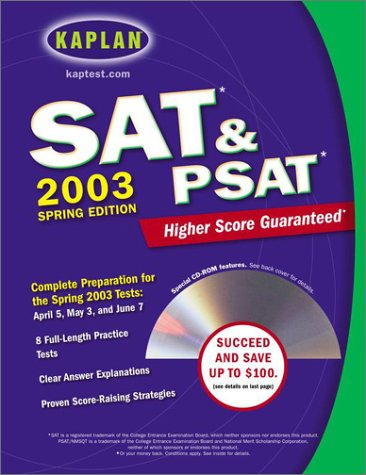 KAPLAN
kaptest.com
SAT* &
2003
PSAT*
SPRING EDITION
Higher Score Guaranteed*
Complete Preparation for
the Spring 2003 Tests:
April 5, May 3, and June 7
8 Full-Length Practice
Tests
Clear Answer Explanations
Proven Score-Raising Strategies
Special CD-ROM features. See back cover for details.
SUCCEED
AND SAVE
UP TO $100.
(see details on last page)
*SAT is a registered trademark of the College Entrance Examination Board, which neither sponsors nor endorses this product.
PSAT/NMSQT is a trademark of the College Entrance Examination Board and National Merit Scholarship Corporation,
neither of which sponsors or endorses this product.
*Or your money back. Conditions apply. See inside for details.